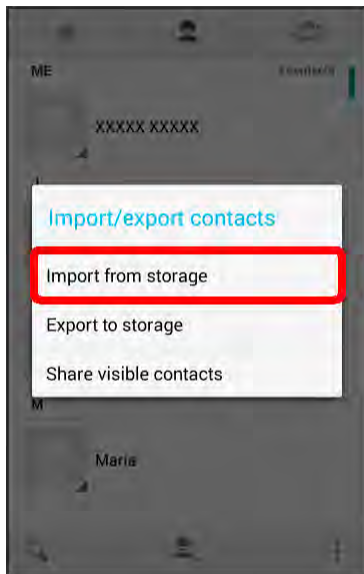 ME
XXXXX XXXXX
Import/export contacts
Import from storage
Export to storage
Share visible contacts
M
Maria